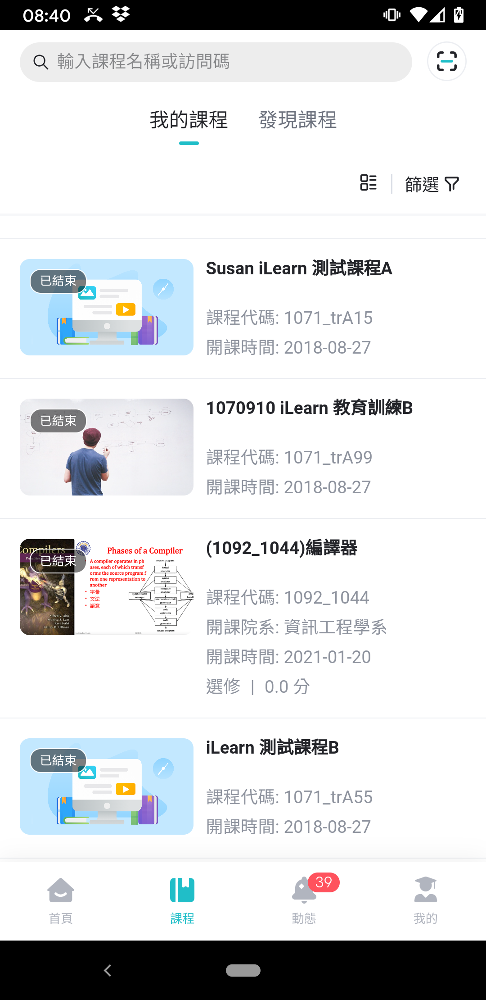 08:40
輸入課程名稱或訪問碼
我的課程
發現課程
篩選
已結束
Susan iLearn 測試課程A
課程代碼: 1071_trA15
開課時間: 2018-08-27
已結束
1070910 iLearn 教育訓練B
課程代碼: 1071_trA99
開課時間: 2018-08-27
ompilers
已結束
Alfred V. Aho
Monica S. Lam
Ravi Sethi
Jeffrey D. Ullman
Phases of a Compiler
A compiler operates in ph
ases, each of which transf
orms the source program f
rom one representation to
another
字彙
文法
語意
source program
lexical
analyzer
syntax
analyzer
semantic
analyzer
symbol-table
manager
intermediate code
generator
code
optimizer
code
generator
target program
(1092_1044)編譯器
課程代碼: 1092_1044
開課院系: 資訊工程學系
開課時間: 2021-01-20
選修 | 0.0 分
已結束
iLearn 測試課程B
課程代碼: 1071_trA55
開課時間: 2018-08-27
39
首頁
課程
動態
我的